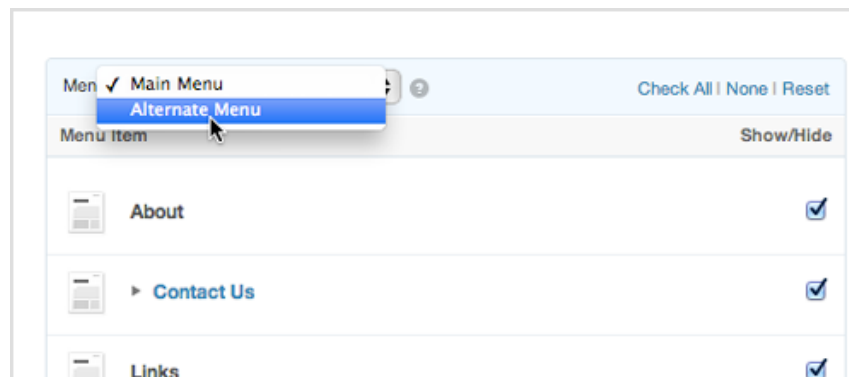 Men ✓ Main Menu ? Check All | None | Reset
Alternate Menu
Menu Item Show/Hide
About
Contact Us
Links